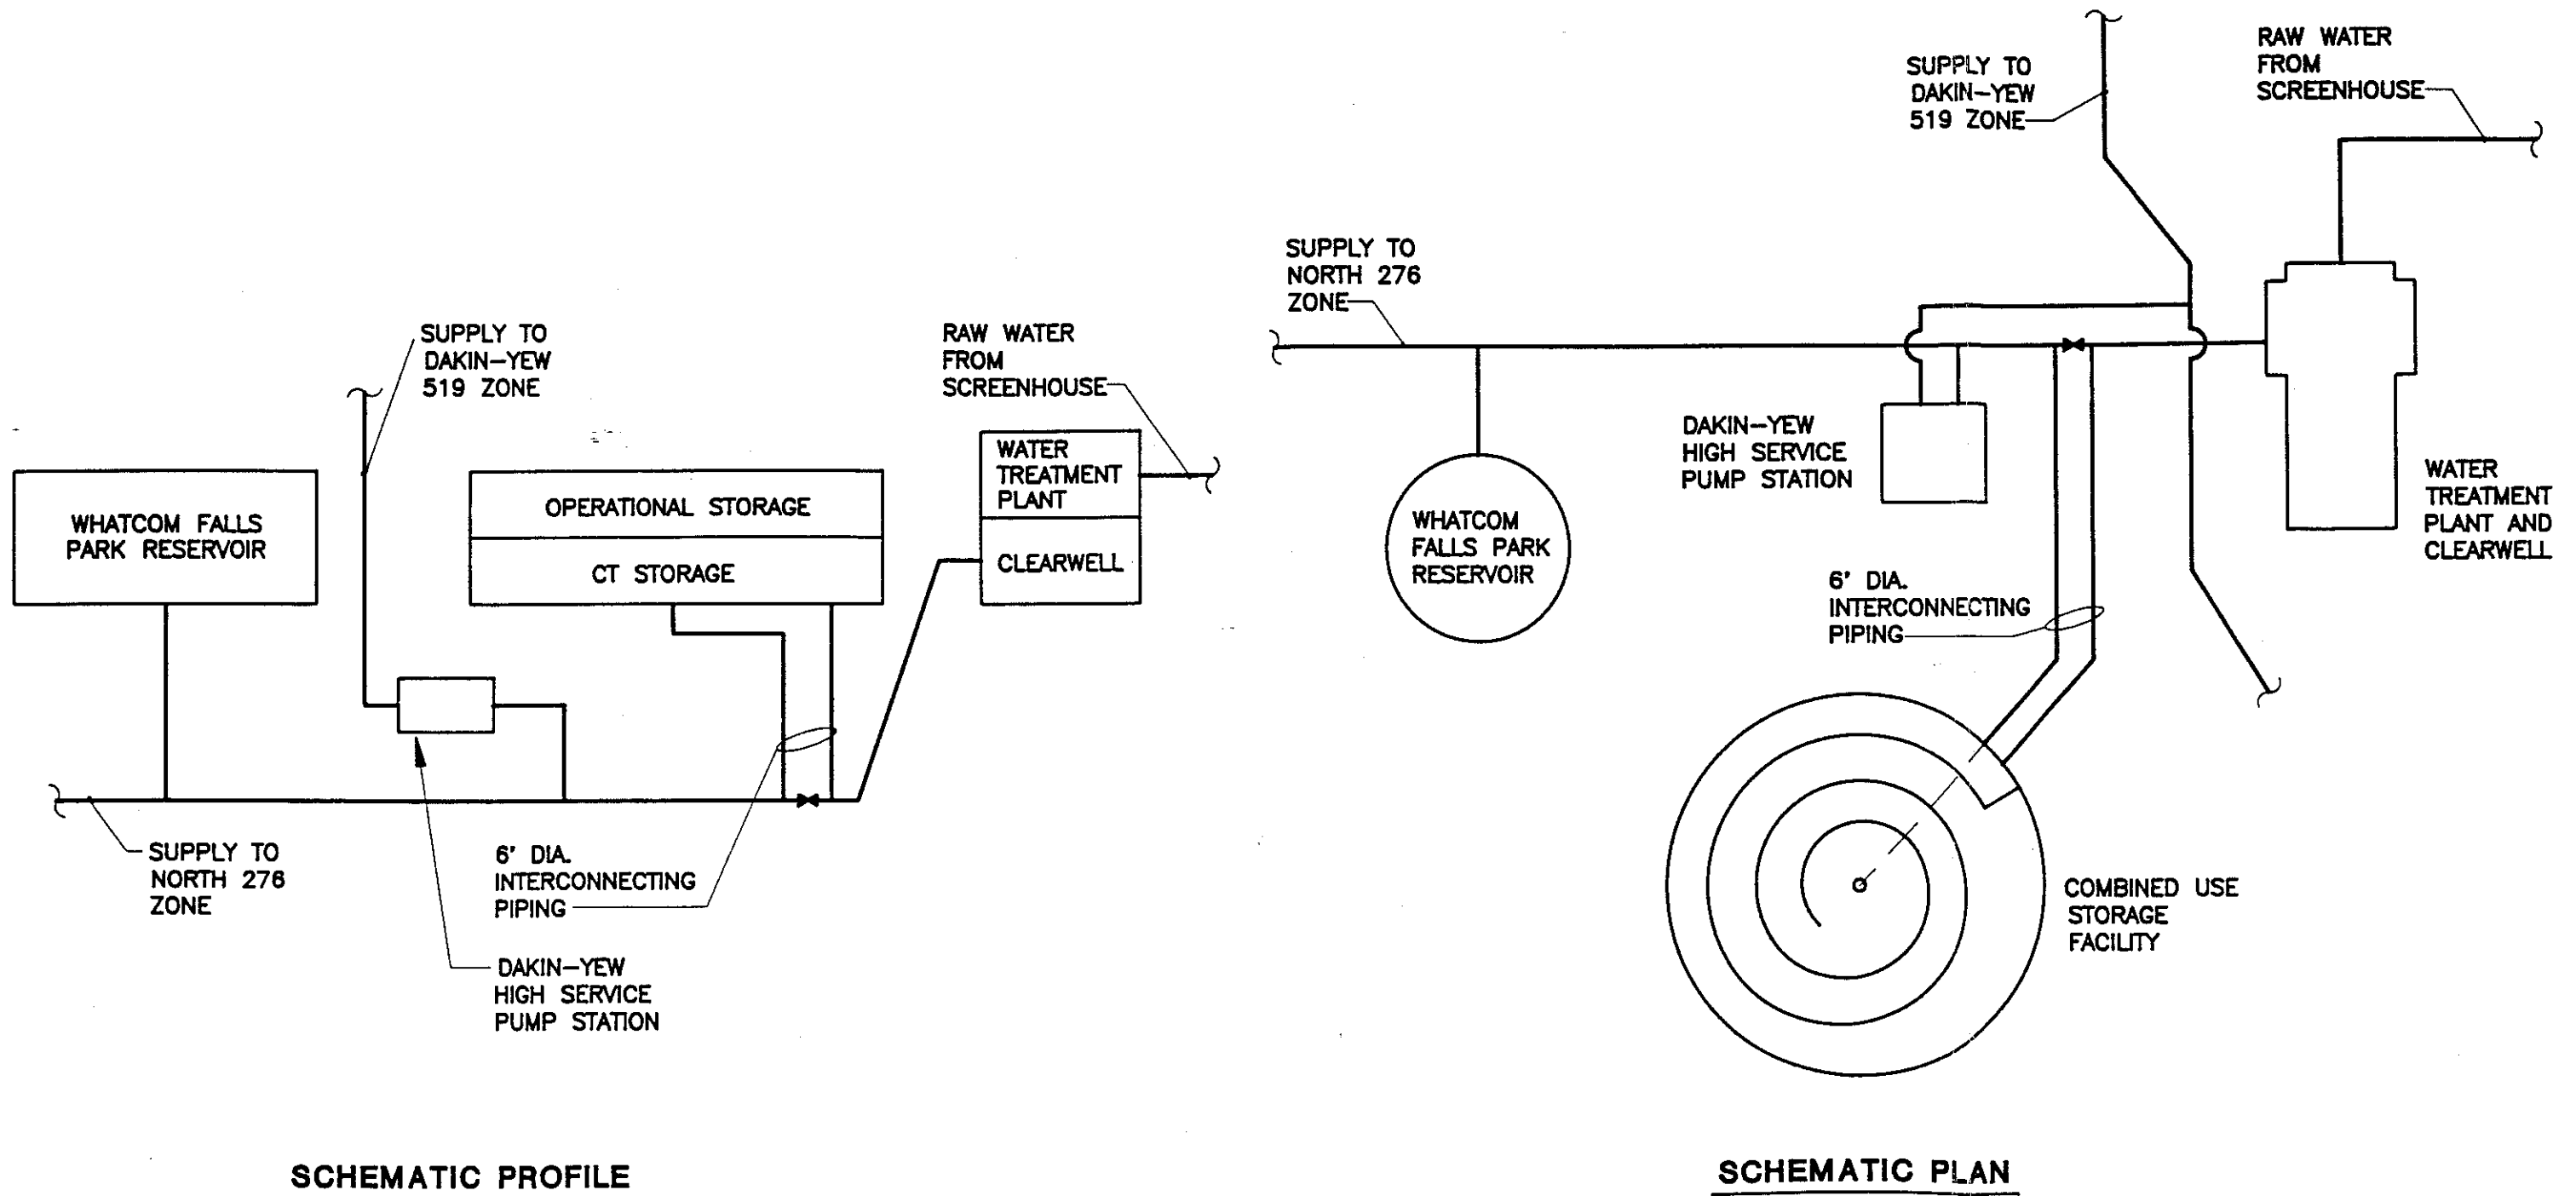 SUPPLY TO
DAKIN-YEW
519 ZONE
RAW WATER
FROM
SCREENHOUSE
WHATCOM FALLS
PARK RESERVOIR
OPERATIONAL STORAGE
CT STORAGE
WATER
TREATMENT
PLANT
CLEARWELL
SUPPLY TO
NORTH 276
ZONE
6' DIA.
INTERCONNECTING
PIPING
DAKIN-YEW
HIGH SERVICE
PUMP STATION
SCHEMATIC PROFILE
SUPPLY TO
DAKIN-YEW
519 ZONE
RAW WATER
FROM
SCREENHOUSE
SUPPLY TO
NORTH 276
ZONE
DAKIN-YEW
HIGH SERVICE
PUMP STATION
WHATCOM
FALLS PARK
RESERVOIR
WATER
TREATMENT
PLANT AND
CLEARWELL
6' DIA.
INTERCONNECTING
PIPING
COMBINED USE
STORAGE
FACILITY
SCHEMATIC PLAN